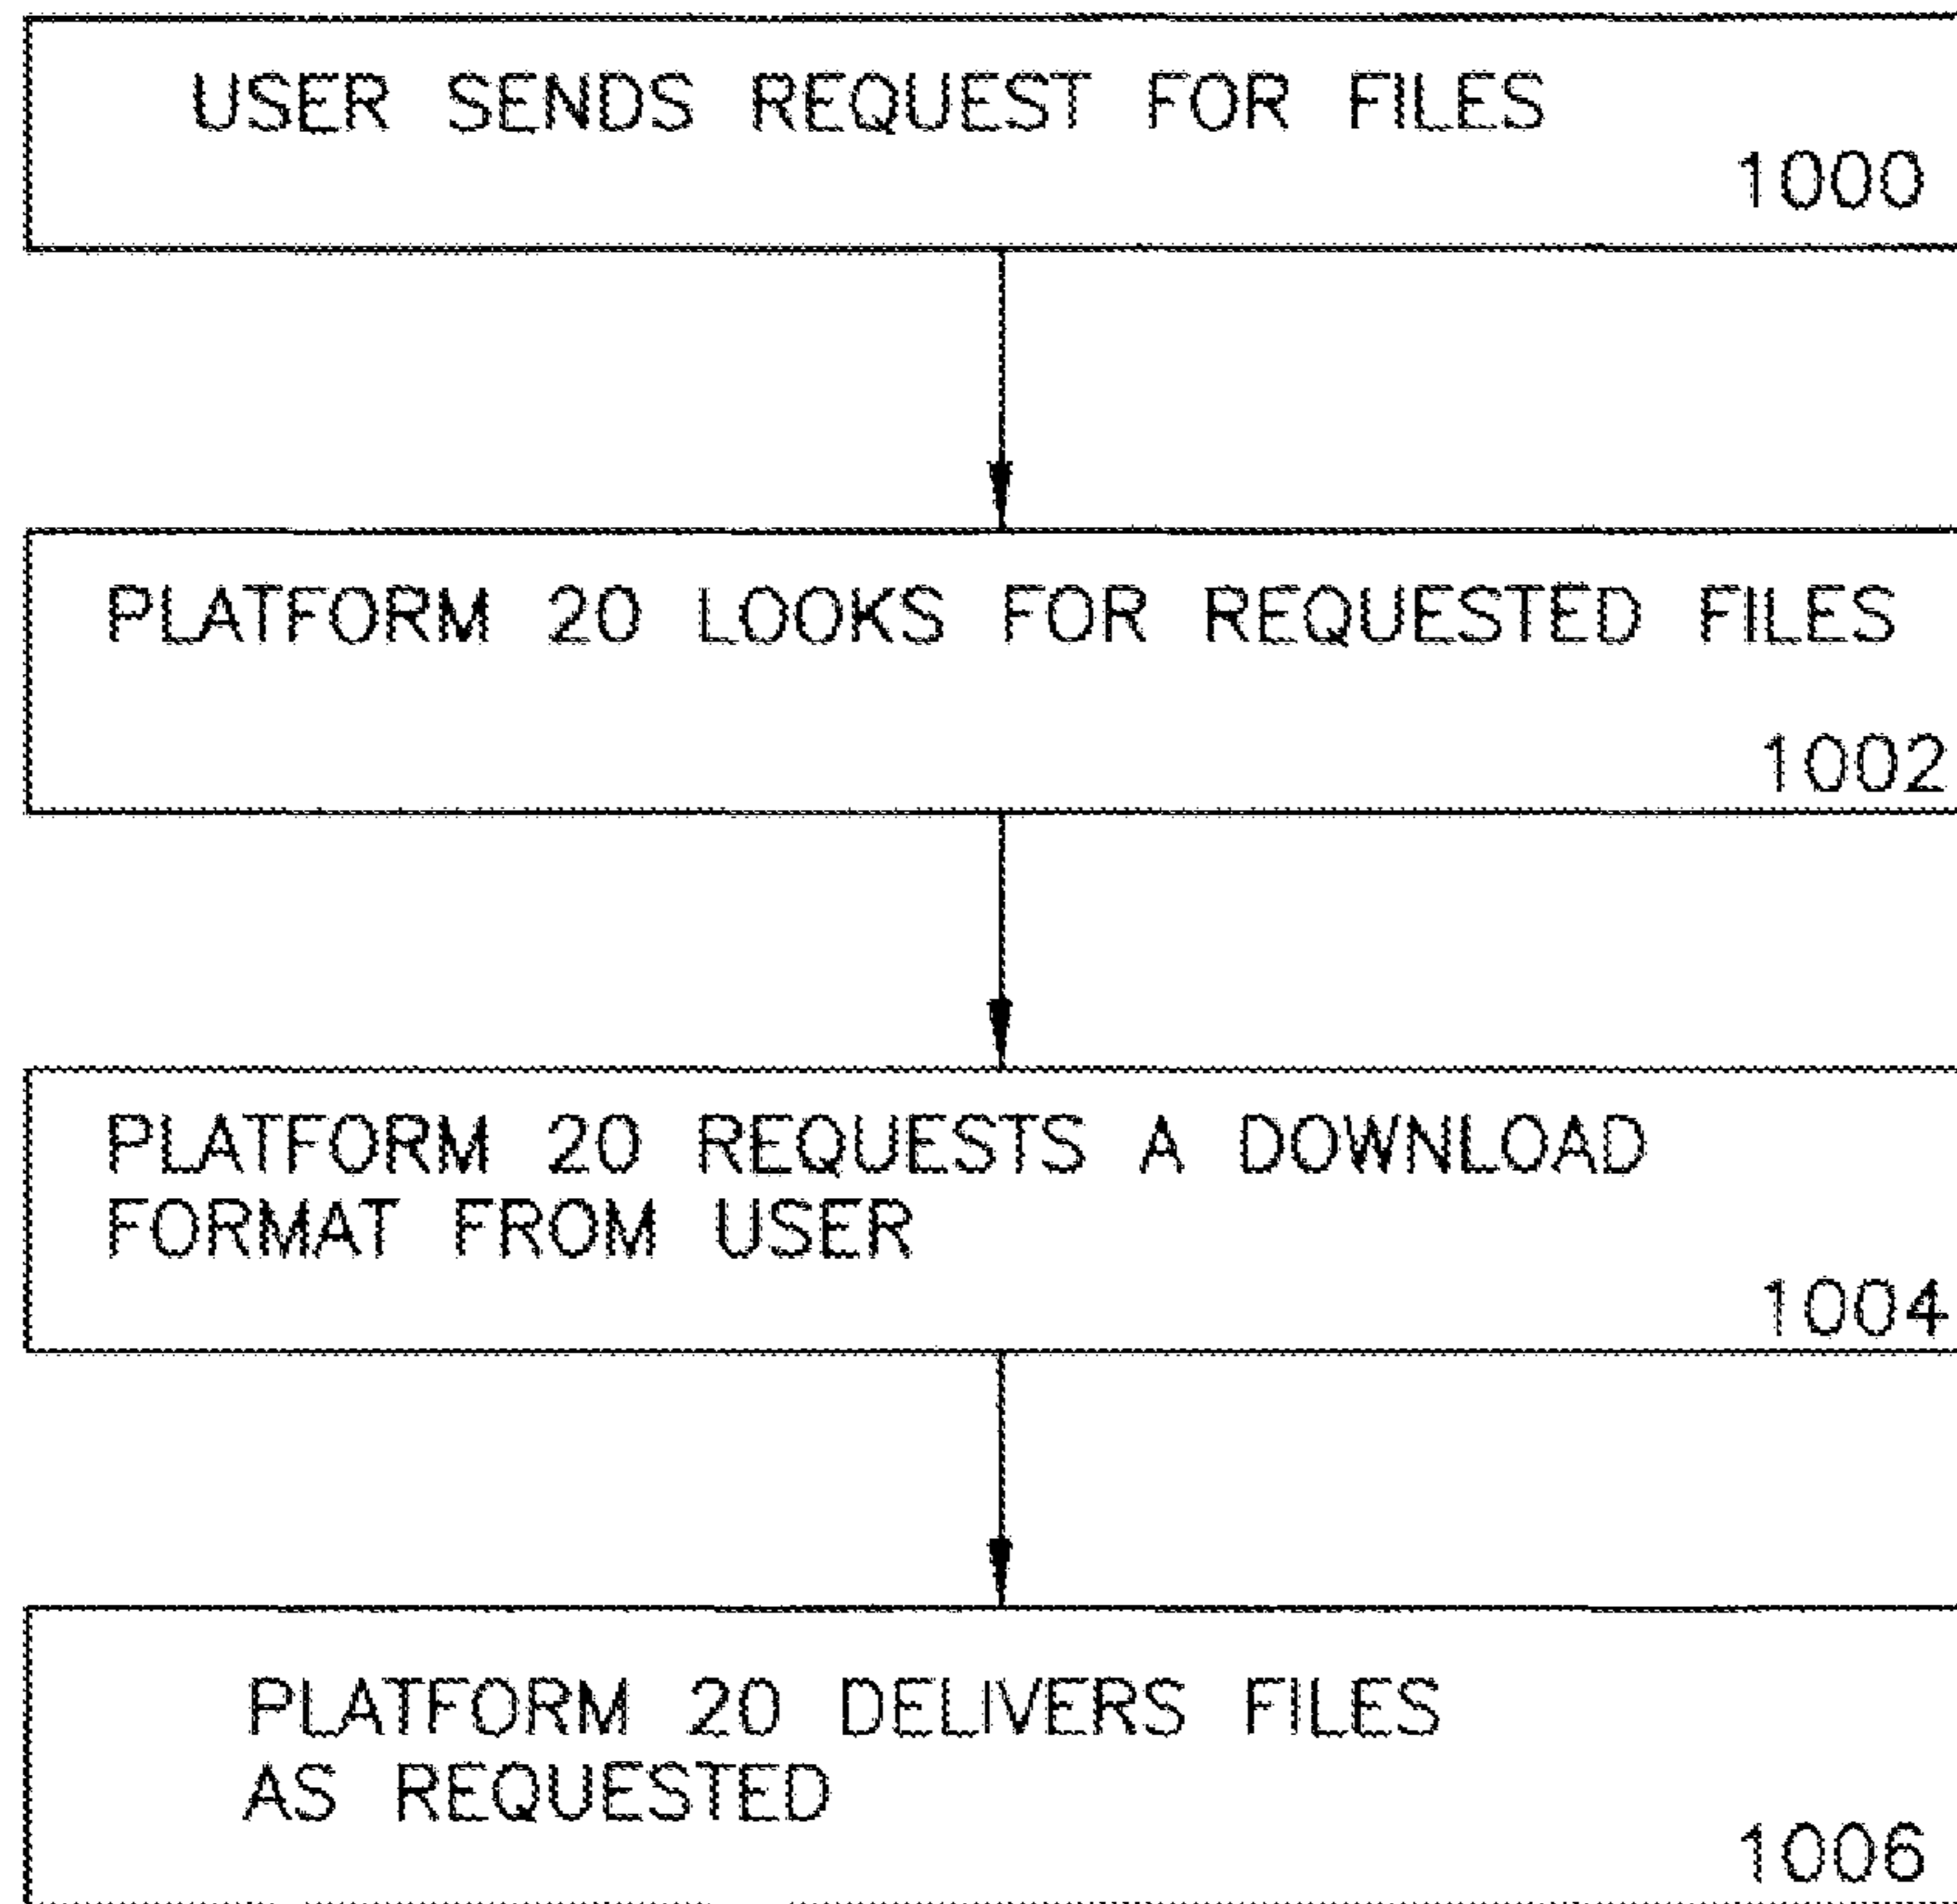 USER SENDS REQUEST FOR FILES
1000
PLATFORM 20 LOOKS FOR REQUESTED FILES
1002
PLATFORM 20 REQUESTS A DOWNLOAD
FORMAT FROM USER
1004
PLATFORM 20 DELIVERS FILES
AS REQUESTED
1006